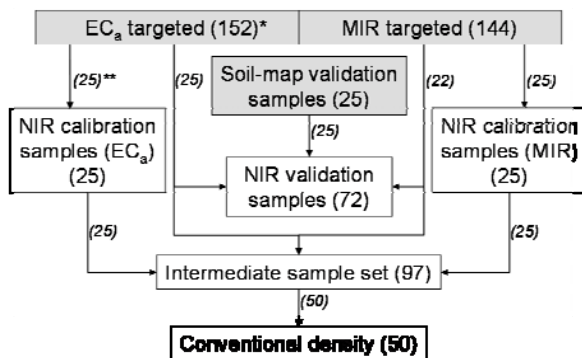 ECa targeted (152)* MIR targeted (144)
(25)** (25) (22) (25)
Soil-map validation
samples (25)
(25)
NIR calibration
samples (ECa)
(25)
NIR validation
samples (72)
NIR calibration
samples (MIR)
(25)
(25) (25)
Intermediate sample set (97)
(50)
Conventional density (50)